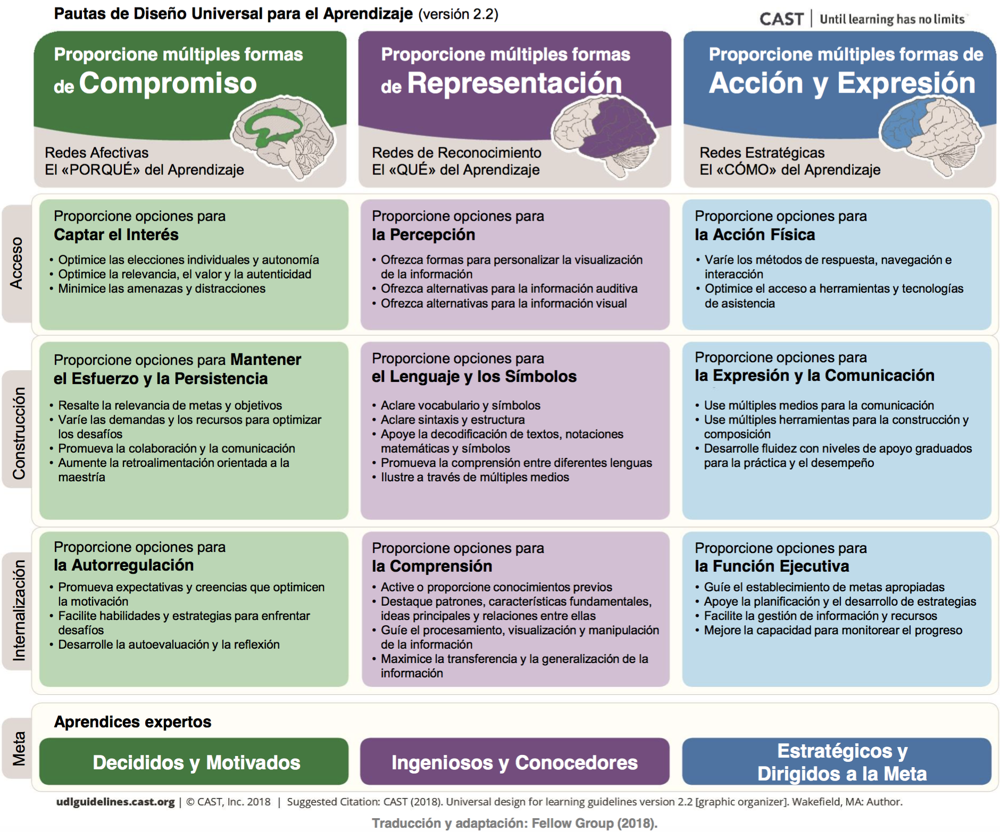 Pautas de Diseño Universal para el Aprendizaje (versión 2.2)
CAST | Until learning has no limits
Proporcione múltiples formas
de Compromiso
Redes Afectivas
El «PORQUÉ» del Aprendizaje
Proporcione múltiples formas
de Representación
Redes de Reconocimiento
El «QUÉ» del Aprendizaje
Proporcione múltiples formas de
Acción y Expresión
Redes Estratégicas
El «CÓMO» del Aprendizaje
Acceso
Proporcione opciones para
Captar el Interés
• Optimice las elecciones individuales y autonomía
• Optimice la relevancia, el valor y la autenticidad
• Minimice las amenazas y distracciones
Proporcione opciones para
la Percepción
• Ofrezca formas para personalizar la visualización
de la información
• Ofrezca alternativas para la información auditiva
• Ofrezca alternativas para la información visual
Proporcione opciones para
la Acción Física
• Varíe los métodos de respuesta, navegación e
interacción
• Optimice el acceso a herramientas y tecnologías
de asistencia
Construcción
Proporcione opciones para Mantener
el Esfuerzo y la Persistencia
• Resalte la relevancia de metas y objetivos
• Varíe las demandas y los recursos para optimizar
los desafíos
• Promueva la colaboración y la comunicación
• Aumente la retroalimentación orientada a la
maestría
Proporcione opciones para
el Lenguaje y los Símbolos
• Aclare vocabulario y símbolos
• Aclare sintaxis y estructura
• Apoye la decodificación de textos, notaciones
matemáticas y símbolos
• Promueva la comprensión entre diferentes lenguas
• Ilustre a través de múltiples medios
Proporcione opciones para
la Expresión y la Comunicación
• Use múltiples medios para la comunicación
• Use múltiples herramientas para la construcción y
composición
• Desarrolle fluidez con niveles de apoyo graduados
para la práctica y el desempeño
Internalización
Proporcione opciones para
la Autorregulación
• Promueva expectativas y creencias que optimicen
la motivación
• Facilite habilidades y estrategias para enfrentar
desafíos
• Desarrolle la autoevaluación y la reflexión
Proporcione opciones para
la Comprensión
• Active o proporcione conocimientos previos
• Destaque patrones, características fundamentales,
ideas principales y relaciones entre ellas
• Guíe el procesamiento, visualización y manipulación
de la información
• Maximice la transferencia y la generalización de la
información
Proporcione opciones para
la Función Ejecutiva
• Guíe el establecimiento de metas apropiadas
• Apoye la planificación y el desarrollo de estrategias
• Facilite la gestión de información y recursos
• Mejore la capacidad para monitorear el progreso
Meta
Aprendices expertos
Decididos y Motivados
Ingeniosos y Conocedores
Estratégicos y
Dirigidos a la Meta
udlguidelines.cast.org | © CAST, Inc. 2018 | Suggested Citation: CAST (2018). Universal design for learning guidelines version 2.2 [graphic organizer]. Wakefield, MA: Author.
Traducción y adaptación: Fellow Group (2018).